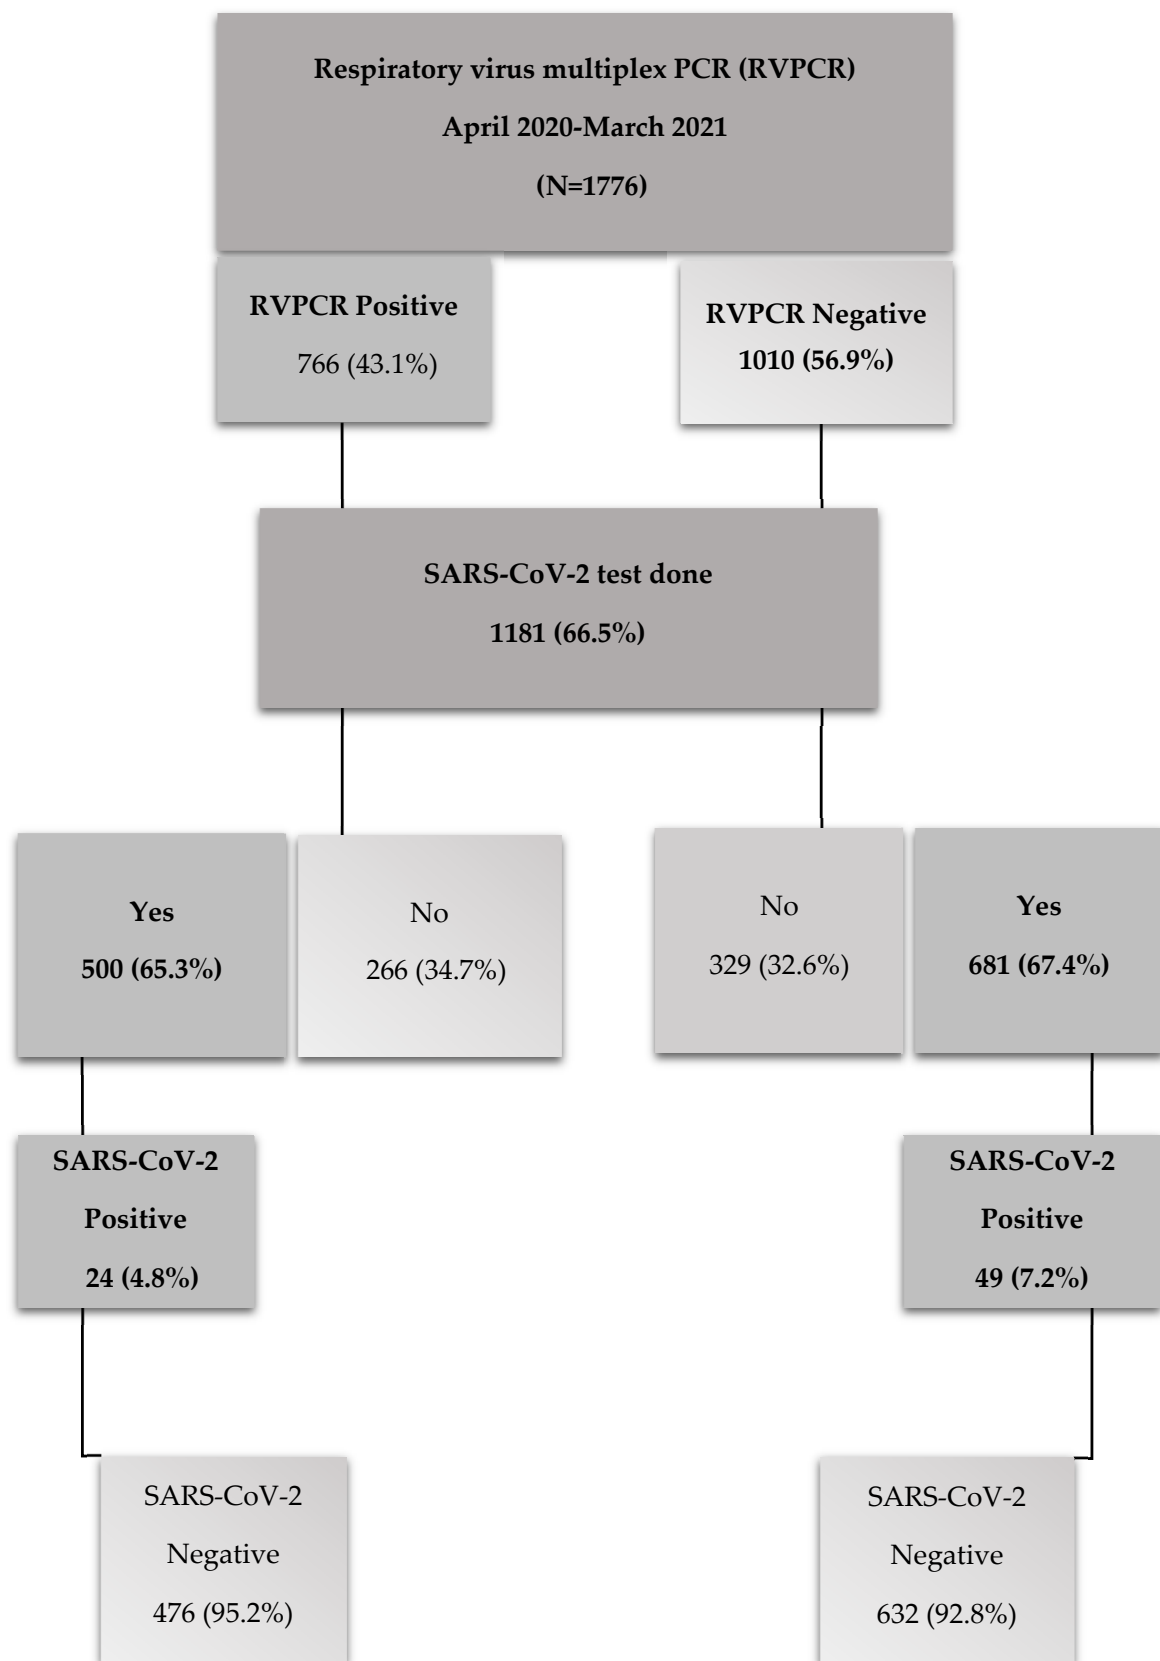 Respiratory virus multiplex PCR (RVPCR)
April 2020-March 2021
(N=1776)
RVPCR Positive
766 (43.1%)
RVPCR Negative
1010 (56.9%)
SARS-CoV-2 test done
1181 (66.5%)
Yes
500 (65.3%)
No
266 (34.7%)
No
329 (32.6%)
Yes
681 (67.4%)
SARS-CoV-2
Positive
24 (4.8%)
SARS-CoV-2
Positive
49 (7.2%)
SARS-CoV-2
Negative
476 (95.2%)
SARS-CoV-2
Negative
632 (92.8%)